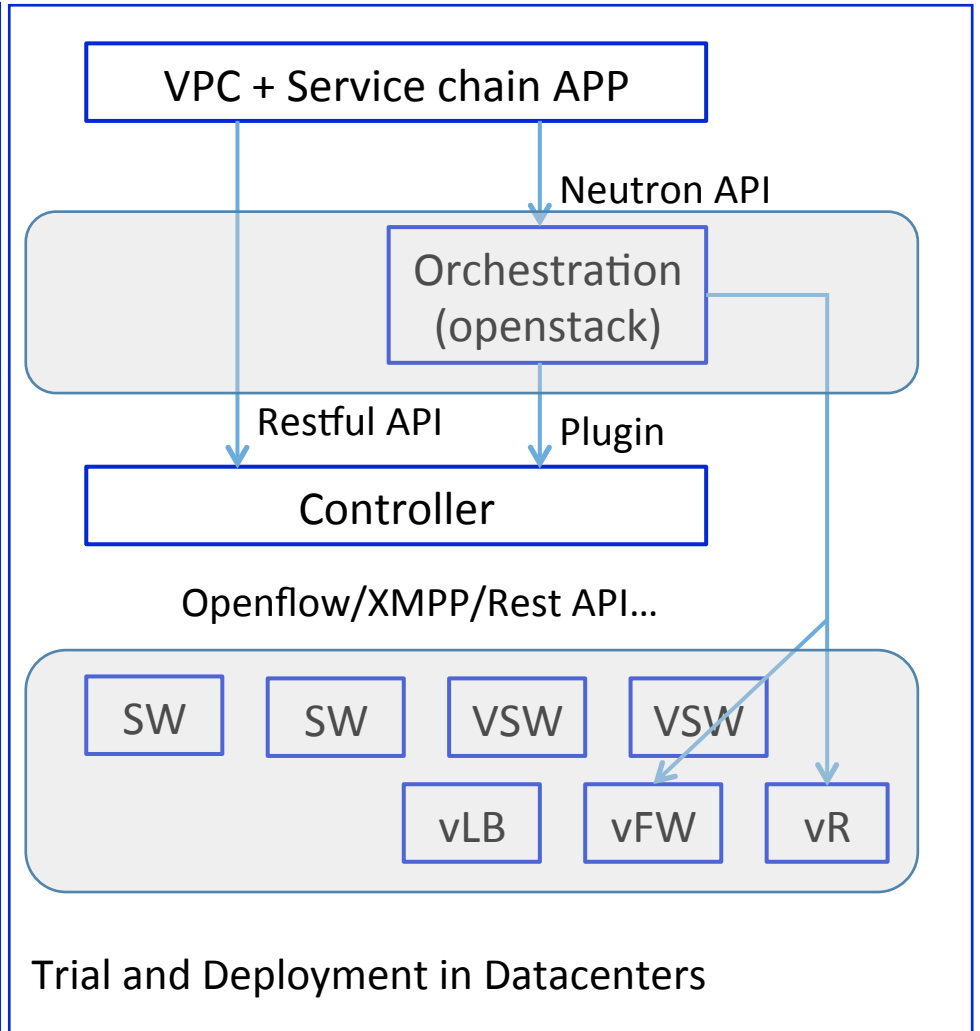 VPC + Service chain APP
Neutron API
Orchestration
(openstack)
Restful API
Plugin
Controller
Openflow/XMPP/Rest API...
SW
SW
VSW
VSW
vLB
vFW
vR
Trial and Deployment in Datacenters